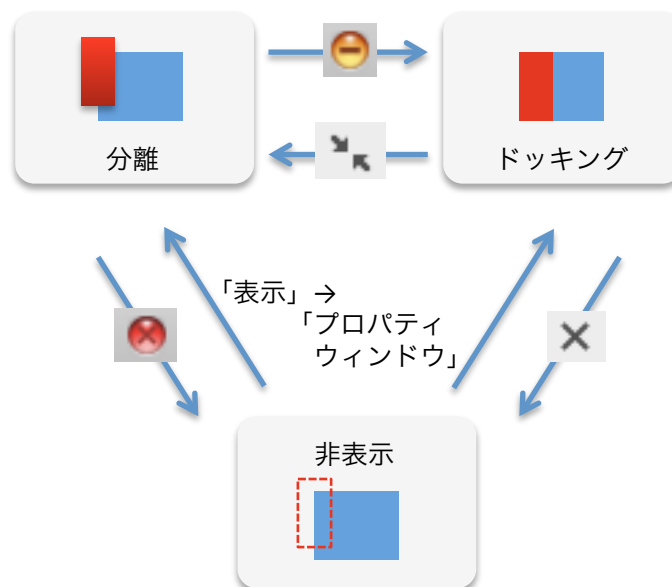 分離
ドッキング
「表示」→
「プロパティ
ウィンドウ」
非表示